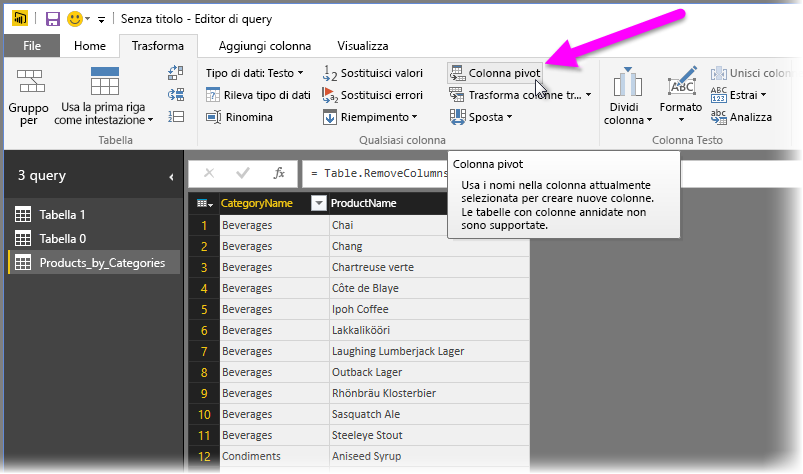 Senza titolo - Editor di query
File Home Trasforma Aggiungi colonna Visualizza
Gruppo per
Usa la prima riga come intestazione
Tabella
Tipo di dati: Testo
Rileva tipo di dati
Rinomina
Sostituisci valori
Sostituisci errori
Riempimento
Colonna pivot
Trasforma colonne tr...
Sposta
Qualsiasi colonna
Dividi colonna
Formato
Unisci colon
Estrai
Analizza
Colonna Testo
3 query
Tabella 1
Tabella 0
Products_by_Categories
fx = Table.RemoveColumns
Colonna pivot
Usa i nomi nella colonna attualmente
selezionata per creare nuove colonne.
Le tabelle con colonne annidate non
sono supportate.
CategoryName ProductName
1 Beverages Chai
2 Beverages Chang
3 Beverages Chartreuse verte
4 Beverages Côte de Blaye
5 Beverages Ipoh Coffee
6 Beverages Lakkalikööri
7 Beverages Laughing Lumberjack Lager
8 Beverages Outback Lager
9 Beverages Rhönbräu Klosterbier
10 Beverages Sasquatch Ale
11 Beverages Steeleye Stout
12 Condiments Aniseed Syrup